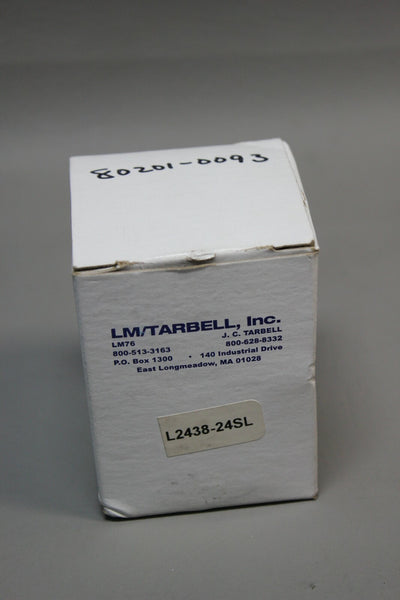 80201-0093
LM/TARBELL, Inc.
LM76 J. C. TARBELL
800-513-3163 800-628-8332
P.O. Box 1300 • 140 Industrial Drive
East Longmeadow, MA 01028
L2438-24SL